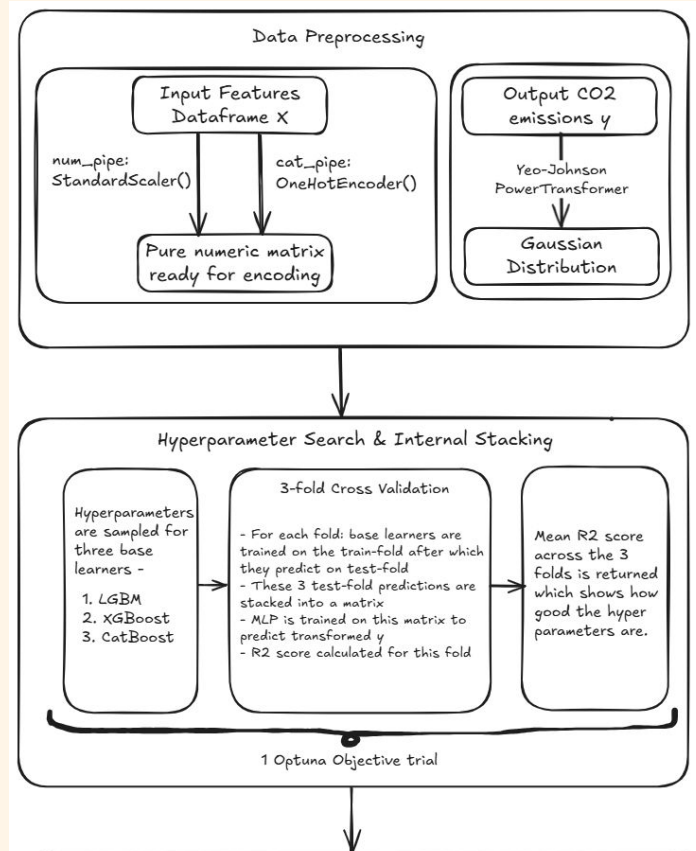 Data Preprocessing
Input Features
Dataframe X
num_pipe:
StandardScaler()
cat_pipe:
OneHotEncoder()
Pure numeric matrix
ready for encoding
Output CO2
emissions y
Yeo-Johnson
PowerTransformer
Gaussian
Distribution
Hyperparameter Search & Internal Stacking
Hyperparameters
are sampled for
three base
learners -
1. LGBM
2. XGBoost
3. CatBoost
3-fold Cross Validation
- For each fold: base learners are
trained on the train-fold after which
they predict on test-fold
- These 3 test-fold predictions are
stacked into a matrix
- MLP is trained on this matrix to
predict transformed y
- R2 score calculated for this fold
Mean R2 score
across the 3
folds is returned
which shows how
good the hyper
parameters are.
1 Optuna Objective trial